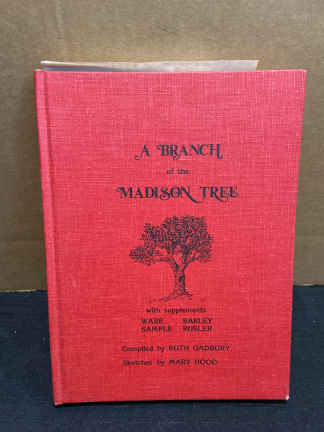 A BRANCH
of the
MADISON TREE
with supplements
WARE BARLEY
SAMPLE ROSLER
Compiled by RUTH GADBURY
Sketches by MARY HOOD